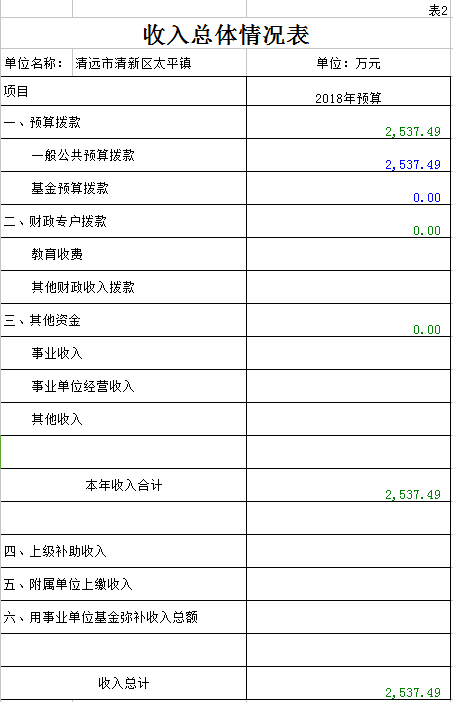 表2
收入总体情况表
单位名称： 清远市清新区太平镇 单位：万元
项目 2018年预算
一、预算拨款 2,537.49
一般公共预算拨款 2,537.49
基金预算拨款 0.00
二、财政专户拨款 0.00
教育收费
其他财政收入拨款
三、其他资金 0.00
事业收入
事业单位经营收入
其他收入
本年收入合计 2,537.49
四、上级补助收入
五、附属单位上缴收入
六、用事业单位基金弥补收入总额
收入总计 2,537.49